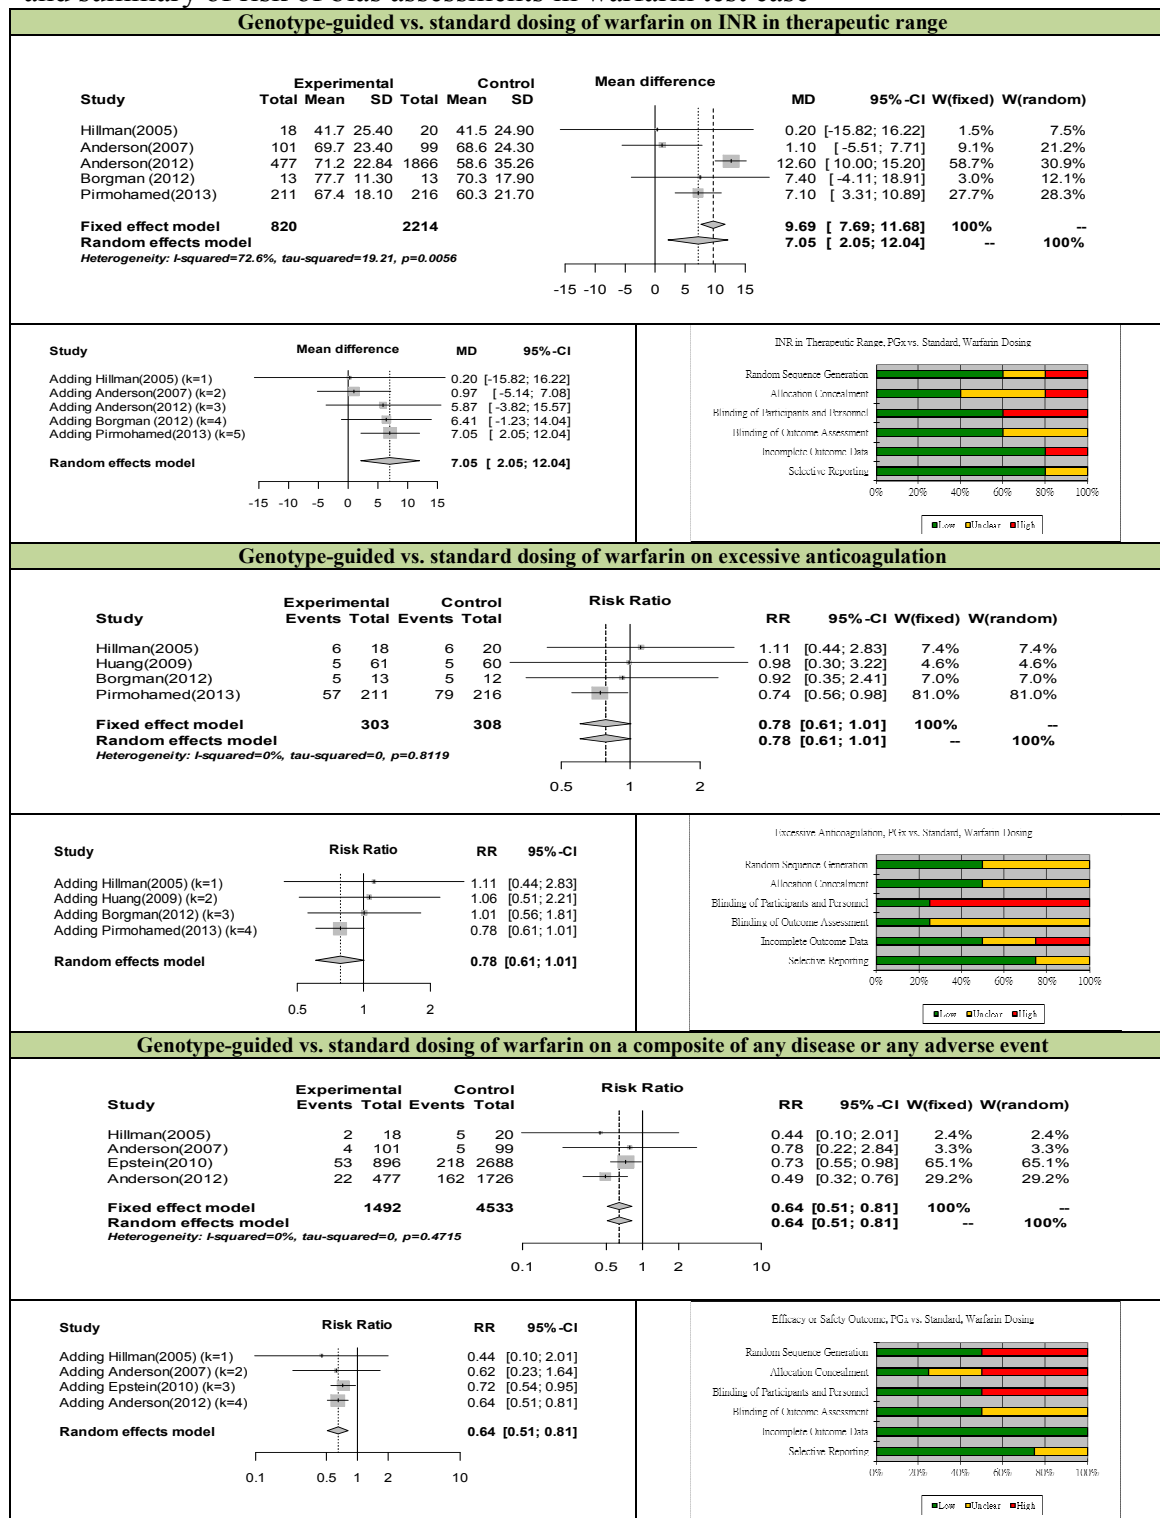 and summary of risk of bias assessments in warfarin test case
Genotype-guided vs. standard dosing of warfarin on INR in therapeutic range
Experimental Control Mean difference
Study Total Mean SD Total Mean SD MD 95%-CI W(fixed) W(random)
Hillman(2005) 18 41.7 25.40 20 41.5 24.90 0.20 [-15.82; 16.22] 1.5% 7.5%
Anderson(2007) 101 69.7 23.40 99 68.6 24.30 1.10 [ -5.51; 7.71] 9.1% 21.2%
Anderson(2012) 477 71.2 22.84 1866 58.6 35.26 12.60 [ 10.00; 15.20] 58.7% 30.9%
Borgman (2012) 13 77.7 11.30 13 70.3 17.90 7.40 [ -4.11; 18.91] 3.0% 12.1%
Pirmohamed(2013) 211 67.4 18.10 216 60.3 21.70 7.10 [ 3.31; 10.89] 27.7% 28.3%
Fixed effect model 820 2214 9.69 [ 7.69; 11.68] 100% --
Random effects model 7.05 [ 2.05; 12.04] -- 100%
Heterogeneity: I-squared=72.6%, tau-squared=19.21, p=0.0056
-15 -10 -5 0 5 10 15
Study Mean difference MD 95%-CI
Adding Hillman(2005) (k=1) 0.20 [-15.82; 16.22]
Adding Anderson(2007) (k=2) 0.97 [ -5.14; 7.08]
Adding Anderson(2012) (k=3) 5.87 [ -3.82; 15.57]
Adding Borgman (2012) (k=4) 6.41 [ -1.23; 14.04]
Adding Pirmohamed(2013) (k=5) 7.05 [ 2.05; 12.04]
Random effects model 7.05 [ 2.05; 12.04]
-15 -10 -5 0 5 10 15
INR in Therapeutic Range, PGx vs. Standard, Warfarin Dosing
Random Sequence Generation
Allocation Concealment
Blinding of Participants and Personnel
Blinding of Outcome Assessment
Incomplete Outcome Data
Selective Reporting
0% 20% 40% 60% 80% 100%
Low Unclear High
Genotype-guided vs. standard dosing of warfarin on excessive anticoagulation
Experimental Control Risk Ratio
Study Events Total Events Total RR 95%-CI W(fixed) W(random)
Hillman(2005) 6 18 6 20 1.11 [0.44; 2.83] 7.4% 7.4%
Huang(2009) 5 61 5 60 0.98 [0.30; 3.22] 4.6% 4.6%
Borgman(2012) 5 13 5 12 0.92 [0.35; 2.41] 7.0% 7.0%
Pirmohamed(2013) 57 211 79 216 0.74 [0.56; 0.98] 81.0% 81.0%
Fixed effect model 303 308 0.78 [0.61; 1.01] 100% --
Random effects model 0.78 [0.61; 1.01] -- 100%
Heterogeneity: I-squared=0%, tau-squared=0, p=0.8119
0.5 1 2
Study Risk Ratio RR 95%-CI
Adding Hillman(2005) (k=1) 1.11 [0.44; 2.83]
Adding Huang(2009) (k=2) 1.06 [0.51; 2.21]
Adding Borgman(2012) (k=3) 1.01 [0.56; 1.81]
Adding Pirmohamed(2013) (k=4) 0.78 [0.61; 1.01]
Random effects model 0.78 [0.61; 1.01]
0.5 1 2
Excessive Anticoagulation, PGx vs. Standard, Warfarin Dosing
Random Sequence Generation
Allocation Concealment
Blinding of Participants and Personnel
Blinding of Outcome Assessment
Incomplete Outcome Data
Selective Reporting
0% 20% 40% 60% 80% 100%
Low Unclear High
Genotype-guided vs. standard dosing of warfarin on a composite of any disease or any adverse event
Experimental Control Risk Ratio
Study Events Total Events Total RR 95%-CI W(fixed) W(random)
Hillman(2005) 2 18 5 20 0.44 [0.10; 2.01] 2.4% 2.4%
Anderson(2007) 4 101 5 99 0.78 [0.22; 2.84] 3.3% 3.3%
Epstein(2010) 53 896 218 2688 0.73 [0.55; 0.98] 65.1% 65.1%
Anderson(2012) 22 477 162 1726 0.49 [0.32; 0.76] 29.2% 29.2%
Fixed effect model 1492 4533 0.64 [0.51; 0.81] 100% --
Random effects model 0.64 [0.51; 0.81] -- 100%
Heterogeneity: I-squared=0%, tau-squared=0, p=0.4715
0.1 0.5 1 2 10
Study Risk Ratio RR 95%-CI
Adding Hillman(2005) (k=1) 0.44 [0.10; 2.01]
Adding Anderson(2007) (k=2) 0.62 [0.23; 1.64]
Adding Epstein(2010) (k=3) 0.72 [0.54; 0.95]
Adding Anderson(2012) (k=4) 0.64 [0.51; 0.81]
Random effects model 0.64 [0.51; 0.81]
0.1 0.5 1 2 10
Efficacy or Safety Outcome, PGx vs. Standard, Warfarin Dosing
Random Sequence Generation
Allocation Concealment
Blinding of Participants and Personnel
Blinding of Outcome Assessment
Incomplete Outcome Data
Selective Reporting
0% 20% 40% 60% 80% 100%
Low Unclear High